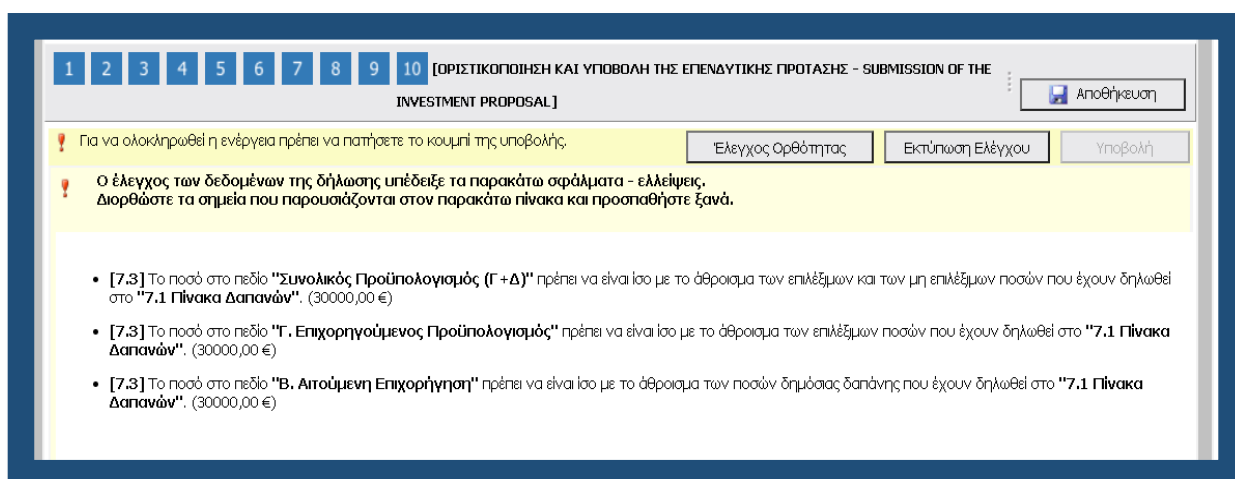 1 2 3 4 5 6 7 8 9 10 [ΟΡΙΣΤΙΚΟΠΟΙΗΣΗ ΚΑΙ ΥΠΟΒΟΛΗ ΤΗΣ ΕΠΕΝΔΥΤΙΚΗΣ ΠΡΟΤΑΣΗΣ - SUBMISSION OF THE
INVESTMENT PROPOSAL]
Αποθήκευση
Για να ολοκληρωθεί η ενέργεια πρέπει να πατήσετε το κουμπί της υποβολής.
Έλεγχος Ορθότητας Εκτύπωση Ελέγχου Υποβολή
Ο έλεγχος των δεδομένων της δήλωσης υπέδειξε τα παρακάτω σφάλματα - ελλείψεις.
Διορθώστε τα σημεία που παρουσιάζονται στον παρακάτω πίνακα και προσπαθήστε ξανά.
• [7.3] Το ποσό στο πεδίο "Συνολικός Προϋπολογισμός (Γ+Δ)" πρέπει να είναι ίσο με το άθροισμα των επιλέξιμων και των μη επιλέξιμων ποσών που έχουν δηλωθεί
στο "7.1 Πίνακα Δαπανών". (30000,00 €)
• [7.3] Το ποσό στο πεδίο "Γ. Επιχορηγούμενος Προϋπολογισμός" πρέπει να είναι ίσο με το άθροισμα των επιλέξιμων ποσών που έχουν δηλωθεί στο "7.1 Πίνακα
Δαπανών". (30000,00 €)
• [7.3] Το ποσό στο πεδίο "Β. Αιτούμενη Επιχορήγηση" πρέπει να είναι ίσο με το άθροισμα των ποσών δημόσιας δαπάνης που έχουν δηλωθεί στο "7.1 Πίνακα
Δαπανών". (30000,00 €)